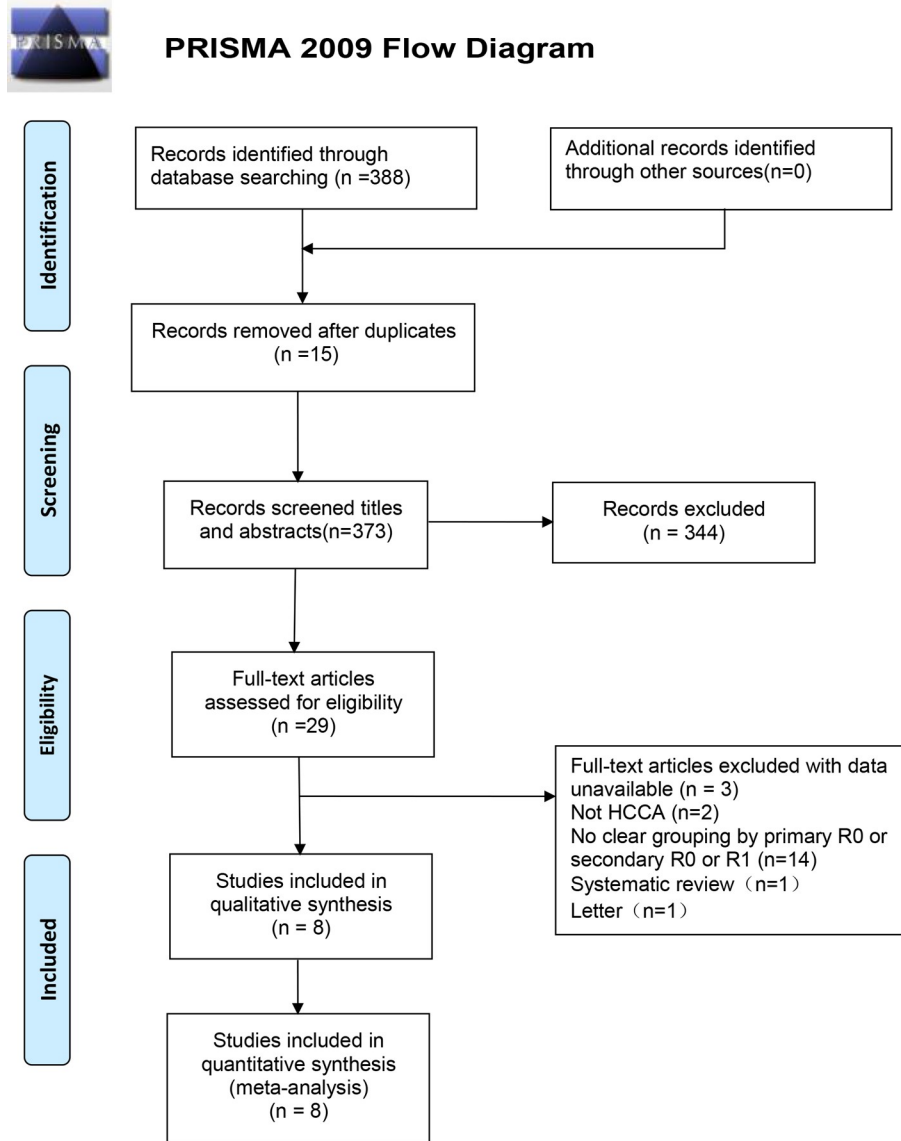 PRISMA
PRISMA 2009 Flow Diagram
Identification
Records identified through
database searching (n =388)
Additional records identified
through other sources(n=0)
Records removed after duplicates
(n =15)
Screening
Records screened titles
and abstracts(n=373)
Records excluded
(n = 344)
Eligibility
Full-text articles
assessed for eligibility
(n =29)
Full-text articles excluded with data
unavailable (n = 3)
Not HCCA (n=2)
No clear grouping by primary R0 or
secondary R0 or R1 (n=14)
Systematic review（n=1）
Letter（n=1）
Included
Studies included in
qualitative synthesis
(n = 8)
Studies included in
quantitative synthesis
(meta-analysis)
(n = 8)